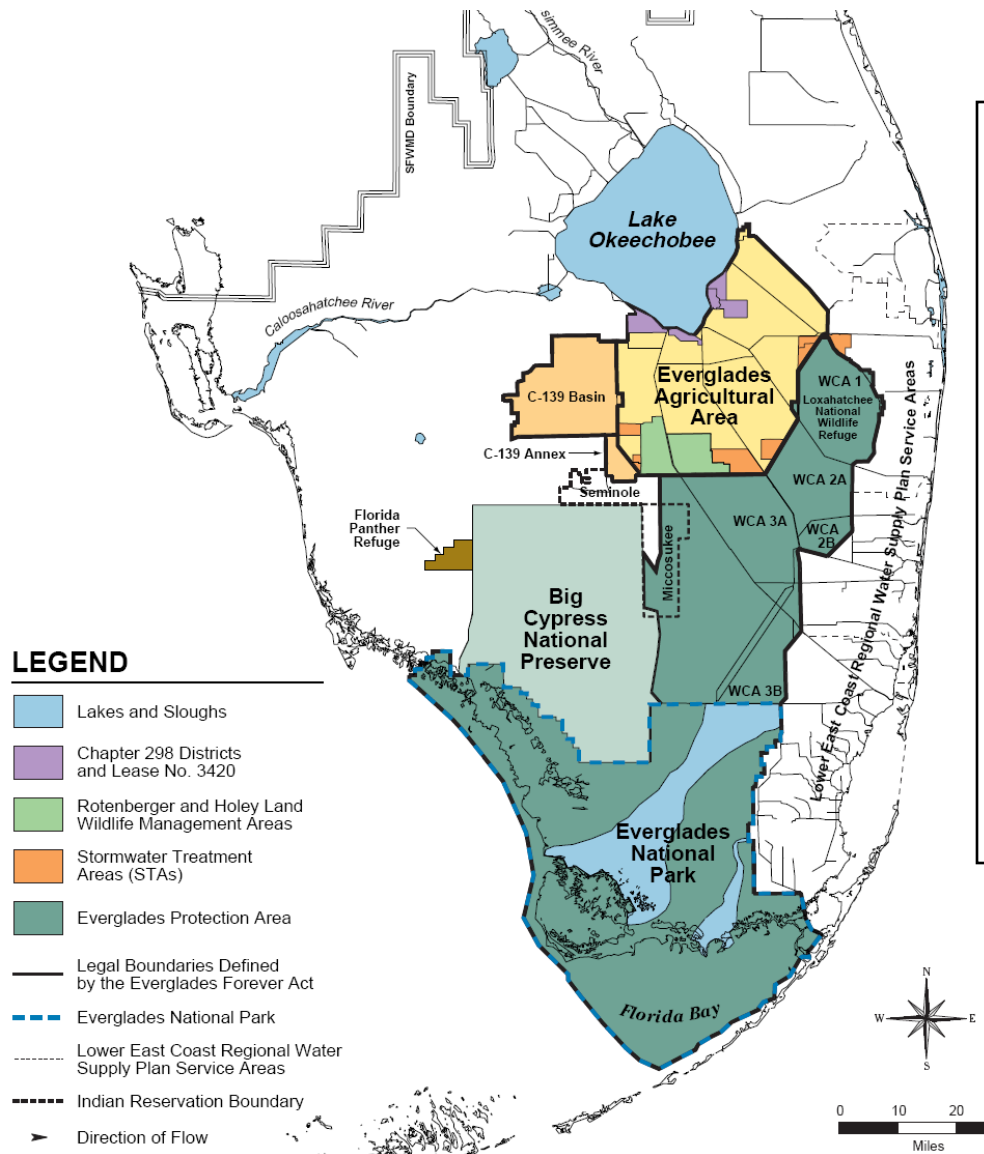 simmee River
SFWMD Boundary
Lake
Okeechobee
Caloosahatchee River
Everglades
Agricultural
Area
C-139 Basin
C-139 Annex
Seminole
WCA 1
Loxahatchee
National
Wildlife
Refuge
WCA 2A
WCA
2B
WCA 3A
Miccosukee
Florida
Panther
Refuge
Big
Cypress
National
Preserve
WCA 3B
Lower East Coast Regional Water Supply Plan Service Areas
Everglades
National
Park
Florida Bay
LEGEND
Lakes and Sloughs
Chapter 298 Districts
and Lease No. 3420
Rotenberger and Holey Land
Wildlife Management Areas
Stormwater Treatment
Areas (STAs)
Everglades Protection Area
Legal Boundaries Defined
by the Everglades Forever Act
Everglades National Park
Lower East Coast Regional Water
Supply Plan Service Areas
Indian Reservation Boundary
Direction of Flow
N
W
E
S
0 10 20
Miles